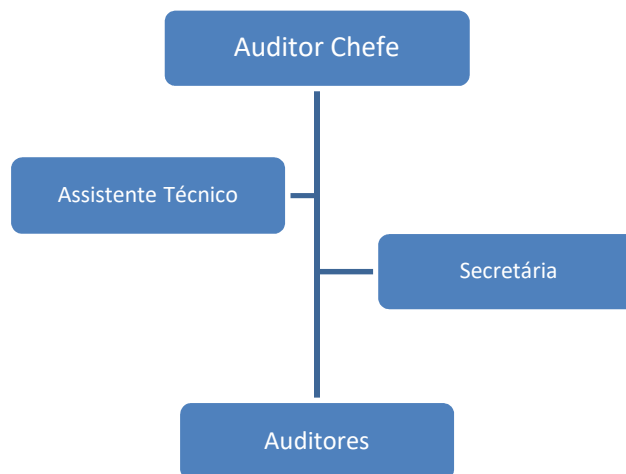 Auditor Chefe
Assistente Técnico
Secretária
Auditores